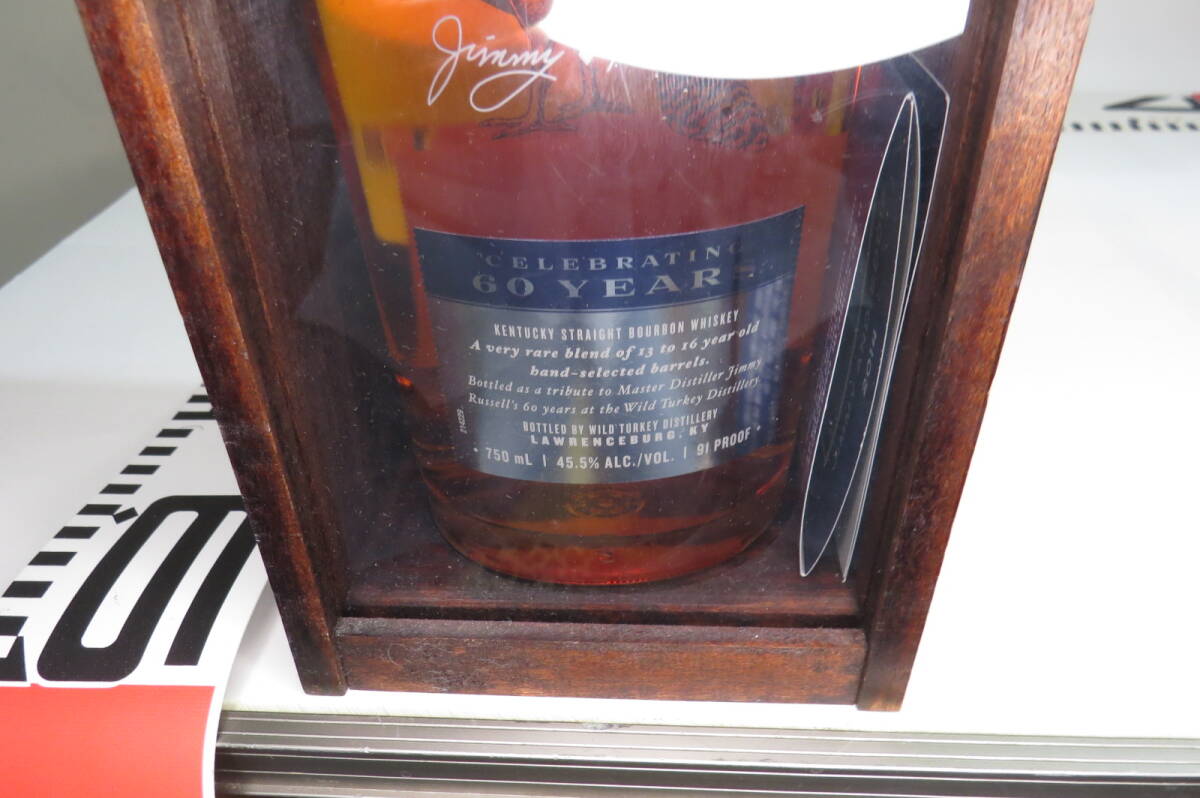 Jimmy
CELEBRATIN
60 YEAR
KENTUCKY STRAIGHT BOURBON WHISKEY
A very rare blend of 13 to 16 year old
hand-selected barrels.
Bottled as a tribute to Master Distiller Jimmy
Russell's 60 years at the Wild Turkey Distillery
BOTTLED BY WILD TURKEY DISTILLERY
LAWRENCEBURG, KY
• 750 mL | 45.5% ALC./VOL. | 91 PROOF •